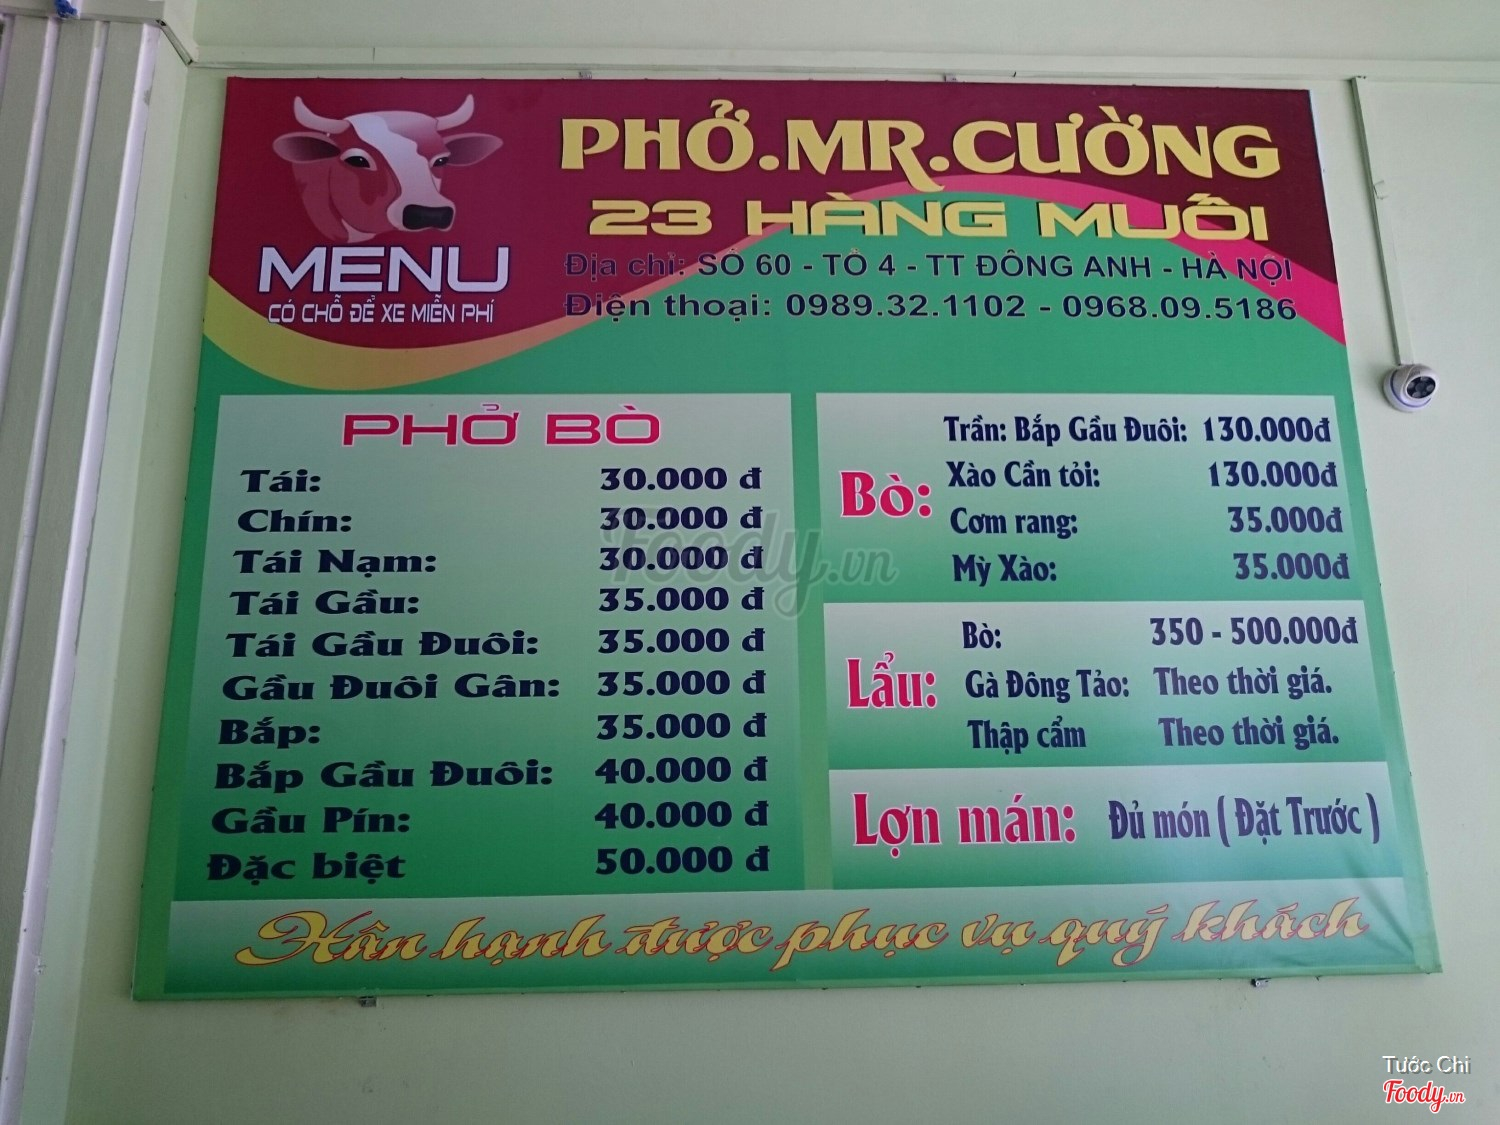 PHỞ.MR.CƯỜNG
23 HÀNG MUỐI
MENU
CÓ CHỖ ĐỂ XE MIỄN PHÍ
Địa chỉ: SỐ 60 - TỔ 4 - TT ĐÔNG ANH - HÀ NỘI
Điện thoại: 0989.32.1102 - 0968.09.5186
PHỞ BÒ
Tái: 30.000 đ
Chín: 30.000 đ
Tái Nạm: 30.000 đ
Tái Gầu: 35.000 đ
Tái Gầu Đuôi: 35.000 đ
Gầu Đuôi Gân: 35.000 đ
Bắp: 35.000 đ
Bắp Gầu Đuôi: 40.000 đ
Gầu Pín: 40.000 đ
Đặc biệt 50.000 đ
Bò:
Trần: Bắp Gầu Đuôi: 130.000đ
Xào Cần tỏi: 130.000đ
Cơm rang: 35.000đ
Mỳ Xào: 35.000đ
Lẩu:
Bò: 350 - 500.000đ
Gà Đông Tảo: Theo thời giá.
Thập cẩm Theo thời giá.
Lợn mán: Đủ món ( Đặt Trước )
Hân hạnh được phục vụ quý khách
Foody.vn
Tước Chi
Foody.vn